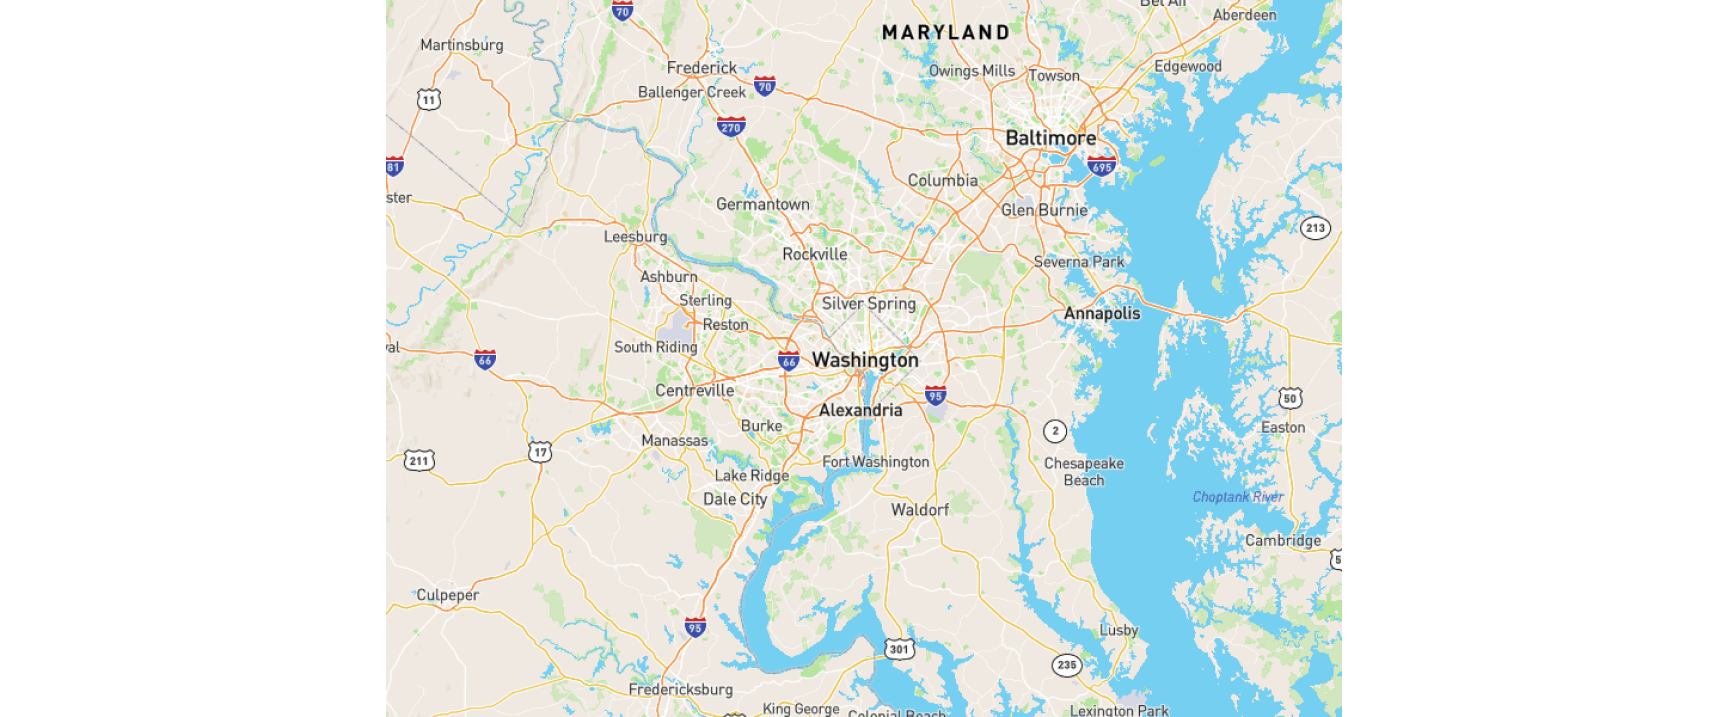 Bel Air
70
Aberdeen
MARYLAND
Martinsburg
Frederick
Owings Mills
Towson
Edgewood
70
Ballenger Creek
11
270
Baltimore
81
695
Columbia
ster
Germantown
Glen Burnie
213
Leesburg
Rockville
Severna Park
Ashburn
Sterling
Silver Spring
Annapolis
Reston
South Riding
val
66
66
Washington
Centreville
95
50
Alexandria
Burke
Easton
2
Manassas
17
211
Fort Washington
Chesapeake
Beach
Lake Ridge
Dale City
Choptank River
Waldorf
Cambridge
5
Culpeper
95
Lusby
301
235
Fredericksburg
King George
Colonial Beach
Lexington Park